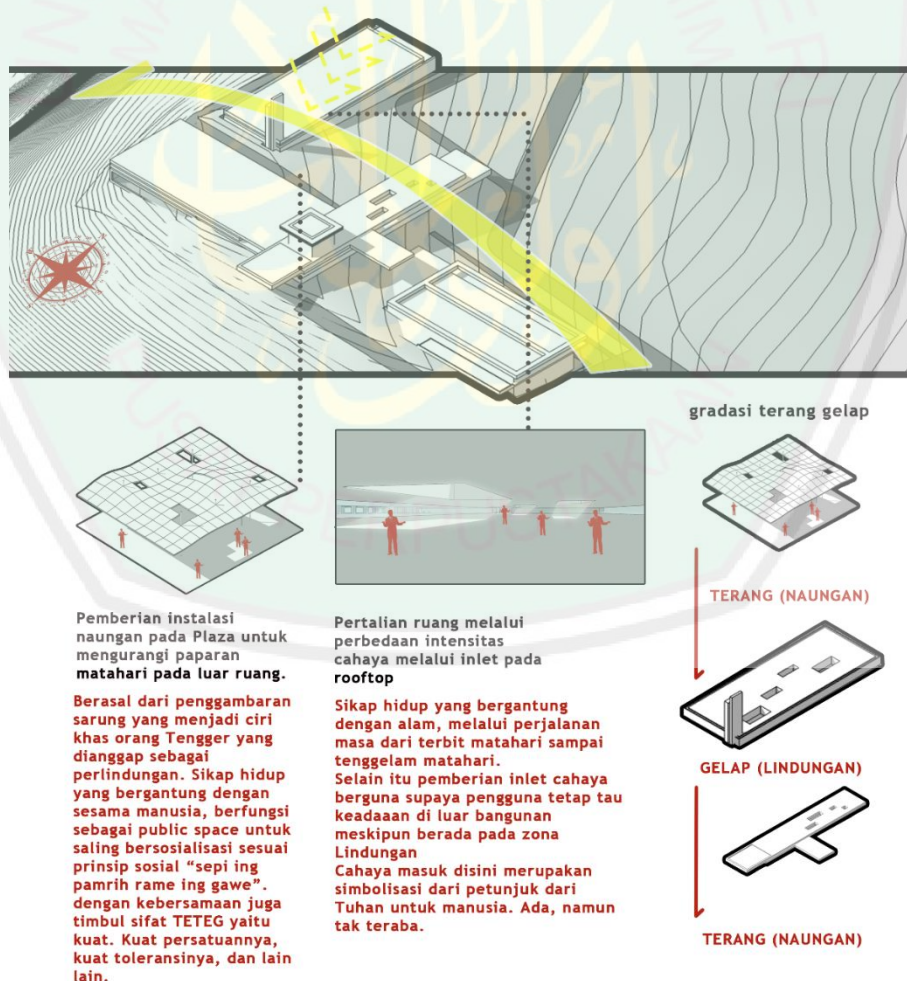 gradasi terang gelap
Pemberian instalasi
naungan pada Plaza untuk
mengurangi paparan
matahari pada luar ruang.
Berasal dari penggambaran
sarung yang menjadi ciri
khas orang Tengger yang
dianggap sebagai
perlindungan. Sikap hidup
yang bergantung dengan
sesama manusia, berfungsi
sebagai public space untuk
saling bersosialisasi sesuai
prinsip sosial “sepi ing
pamrih rame ing gawe”.
dengan kebersamaan juga
timbul sifat TETEG yaitu
kuat. Kuat persatuannya,
kuat toleransinya, dan lain
lain.
Pertalian ruang melalui
perbedaan intensitas
cahaya melalui inlet pada
rooftop
Sikap hidup yang bergantung
dengan alam, melalui perjalanan
masa dari terbit matahari sampai
tenggelam matahari.
Selain itu pemberian inlet cahaya
berguna supaya pengguna tetap tau
keadaaan di luar bangunan
meskipun berada pada zona
Lindungan
Cahaya masuk disini merupakan
simbolisasi dari petunjuk dari
Tuhan untuk manusia. Ada, namun
tak teraba.
TERANG (NAUNGAN)
GELAP (LINDUNGAN)
TERANG (NAUNGAN)